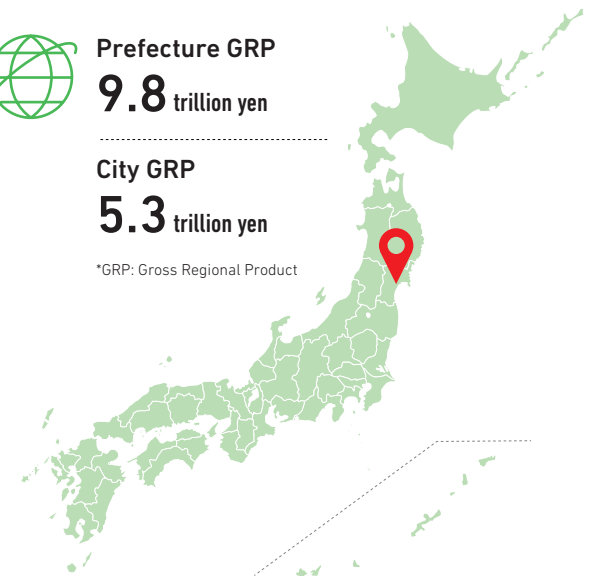 Prefecture GRP
9.8 trillion yen
City GRP
5.3 trillion yen
*GRP: Gross Regional Product